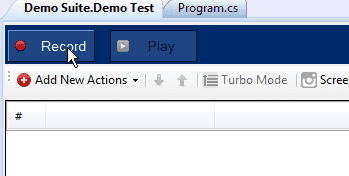 Demo Suite.Demo Test Program.cs
Record Play
Add New Actions Turbo Mode Scree
#